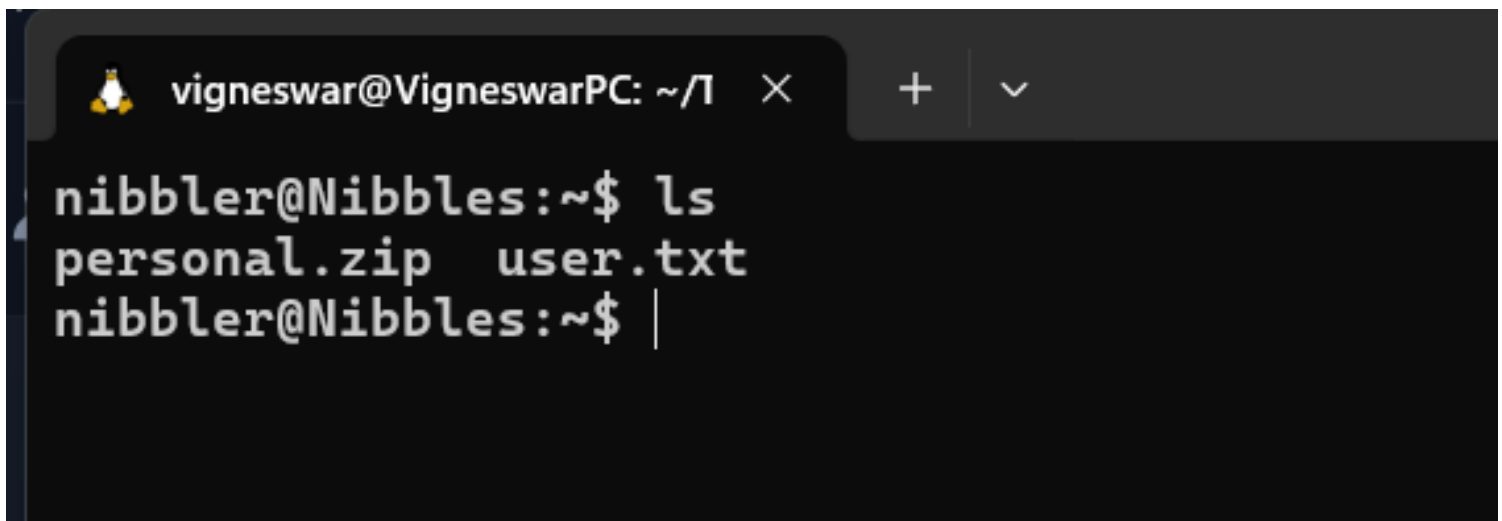 vigneswar@VigneswarPC: ~/T
nibbler@Nibbles:~$ ls
personal.zip  user.txt
nibbler@Nibbles:~$